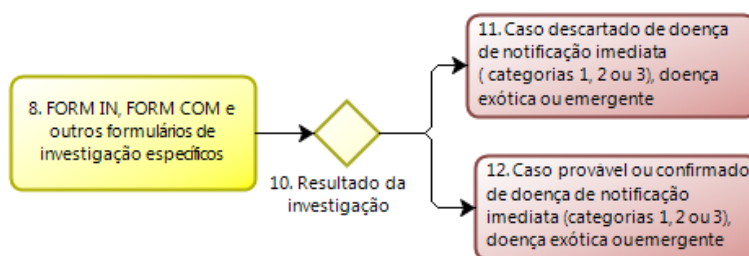 8. FORM IN, FORM COM e
outros formulários de
investigação específicos
10. Resultado da
investigação
11. Caso descartado de doença
de notificação imediata
( categorias 1, 2 ou 3), doença
exótica ou emergente
12. Caso provável ou confirmado
de doença de notificação
imediata (categorias 1, 2 ou 3),
doença exótica ou emergente